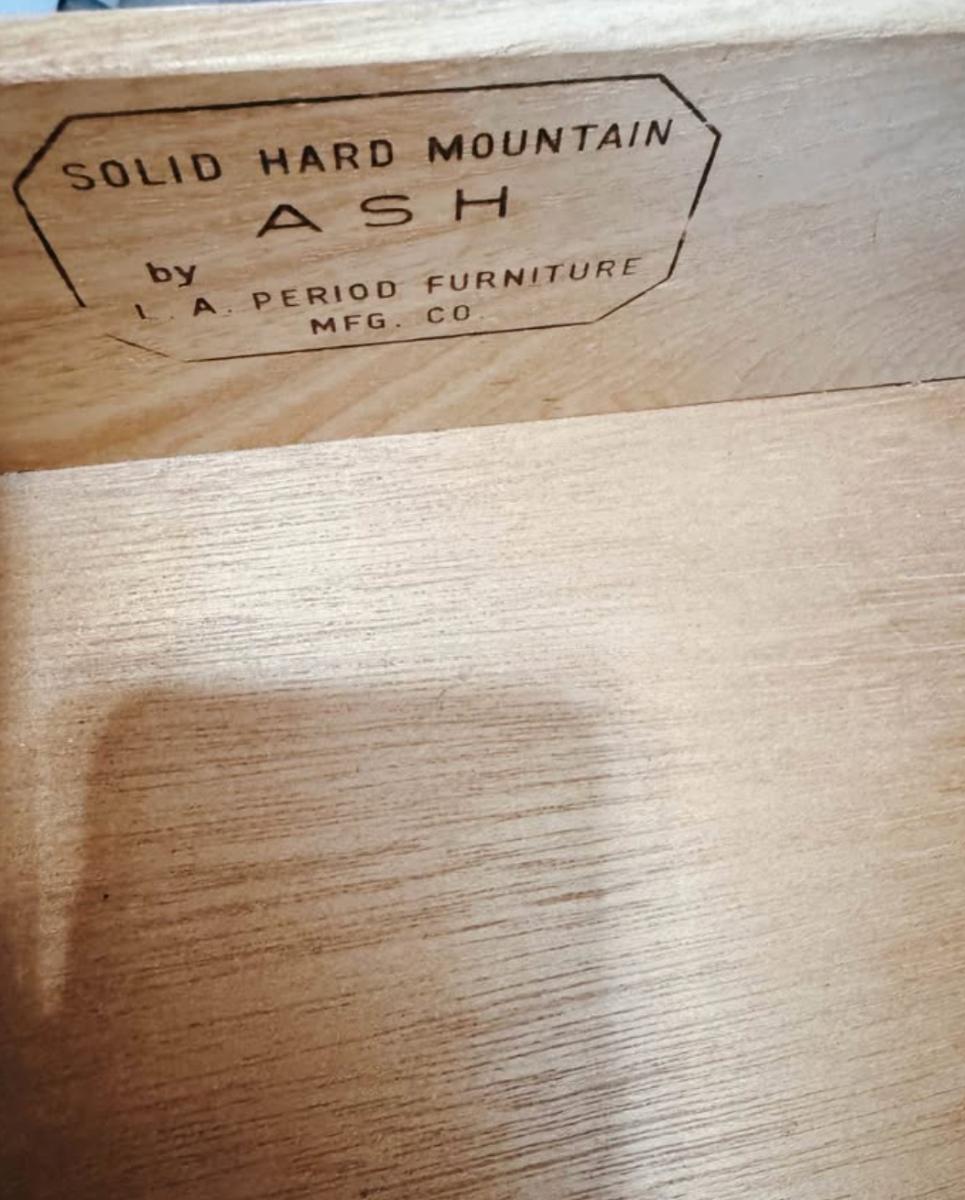 SOLID HARD MOUNTAIN
ASH
by
L. A. PERIOD FURNITURE
MFG. CO.